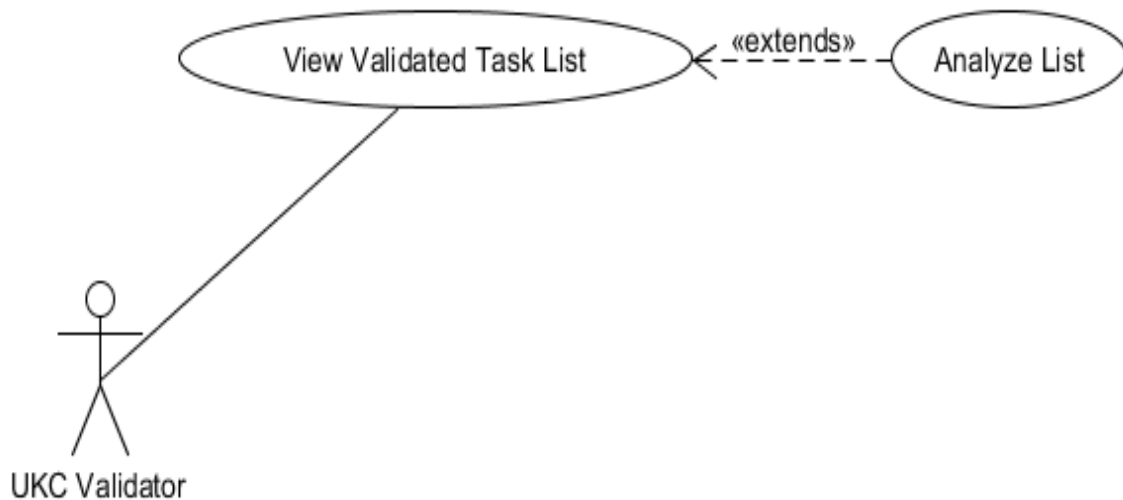 View Validated Task List
«extends»
Analyze List
UKC Validator